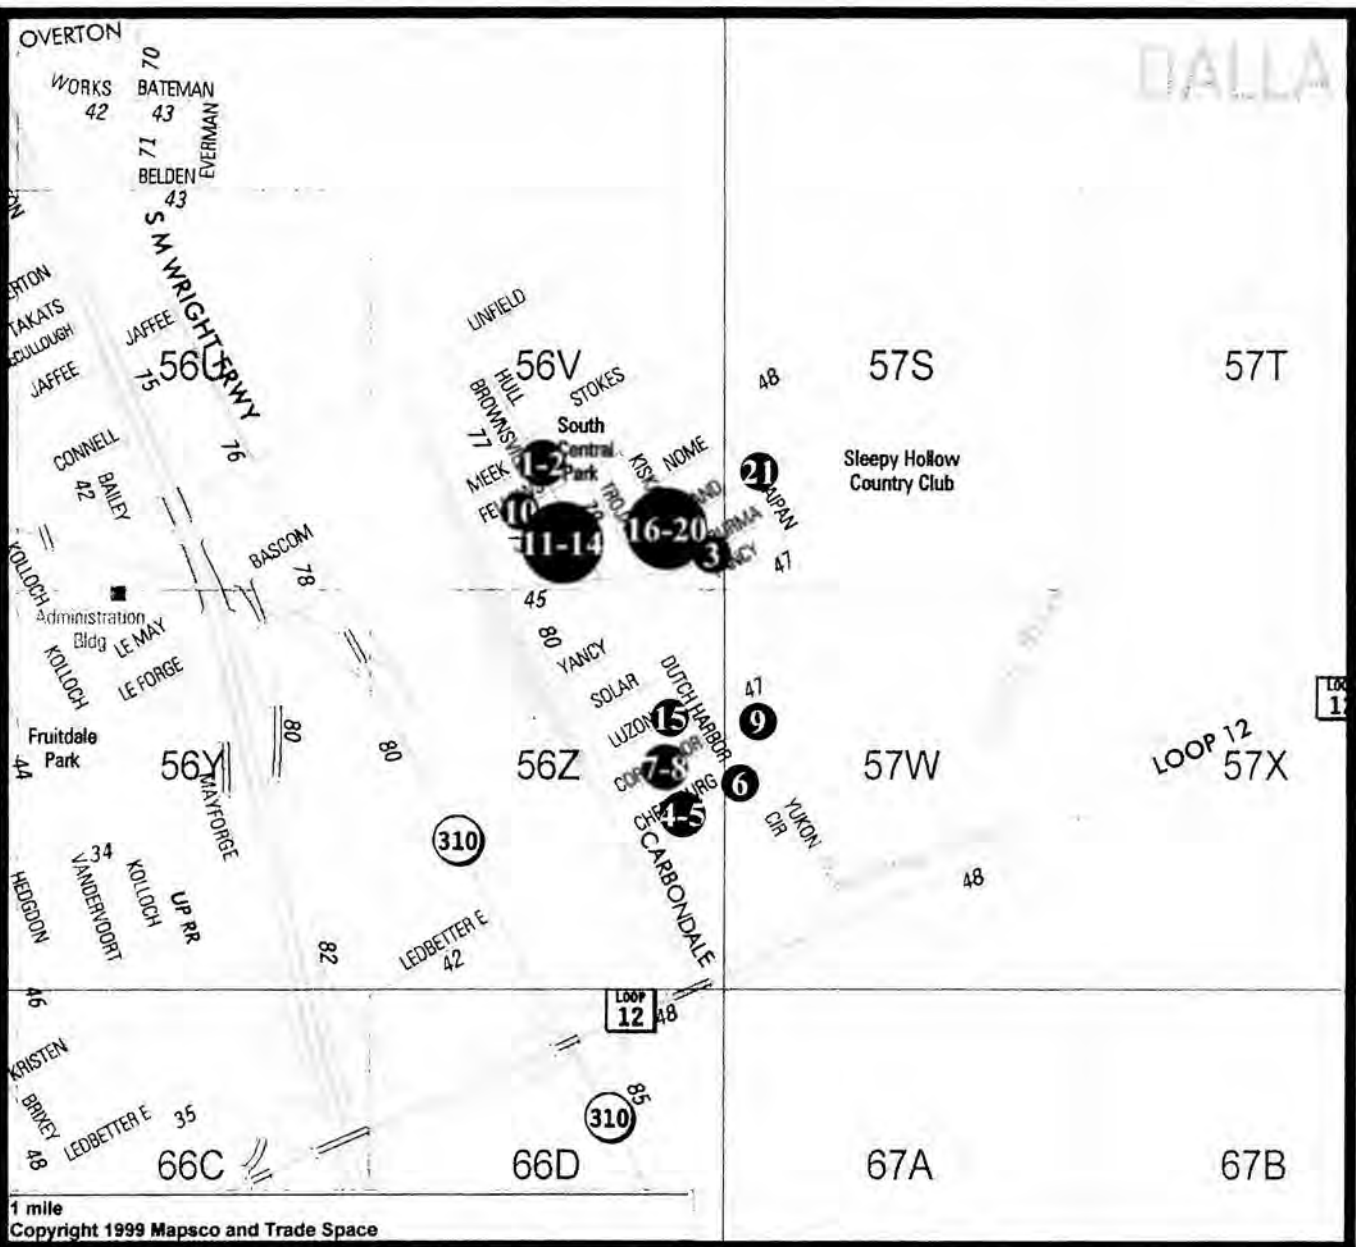 OVERTON
DALLA
70
WORKS
BATEMAN
42
43
EVERMAN
71
BELDEN
43
S M WRIGHT FRWY
TAKATS
JAFFEE
JAFFEE
75
76
56U
56V
57S
57T
LINFIELD
HULL
STOKES
48
77
South
Central
Park
MEEK
1-2
KISKA
NOME
21
Sleepy Hollow
Country Club
CONNELL
42
BAILEY
10
11-14
16-20
3
47
KOLLOCH
BASCOM
78
45
80
Administration
Bldg
LE MAY
KOLLOCH
LE FORGE
YANCY
SOLAR
DUTCH HARBOR
LUZON
15
47
9
LOOP
12
LOOP 12
Fruitdale
Park
44
80
80
56Y
56Z
57W
57X
7-8
6
4-5
MAYFORGE
YUKON
CIR
310
CARBONDALE
34
VANDERVOORT
KOLLOCH
UP RR
HEDGDON
48
82
LEDBETTER E
42
46
LOOP
12
48
KRISTEN
BRIXEY
48
LEDBETTER E
35
310
85
66C
66D
67A
67B
1 mile
Copyright 1999 Mapsco and Trade Space